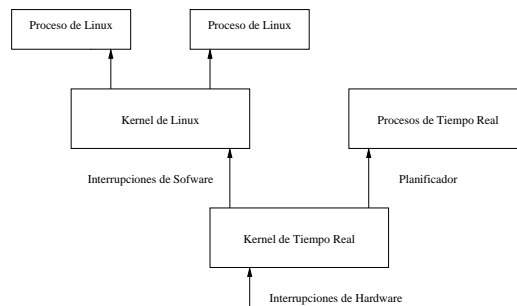 Proceso de Linux
Proceso de Linux
Kernel de Linux
Procesos de Tiempo Real
Interrupciones de Sofware
Planificador
Kernel de Tiempo Real
Interrupciones de Hardware